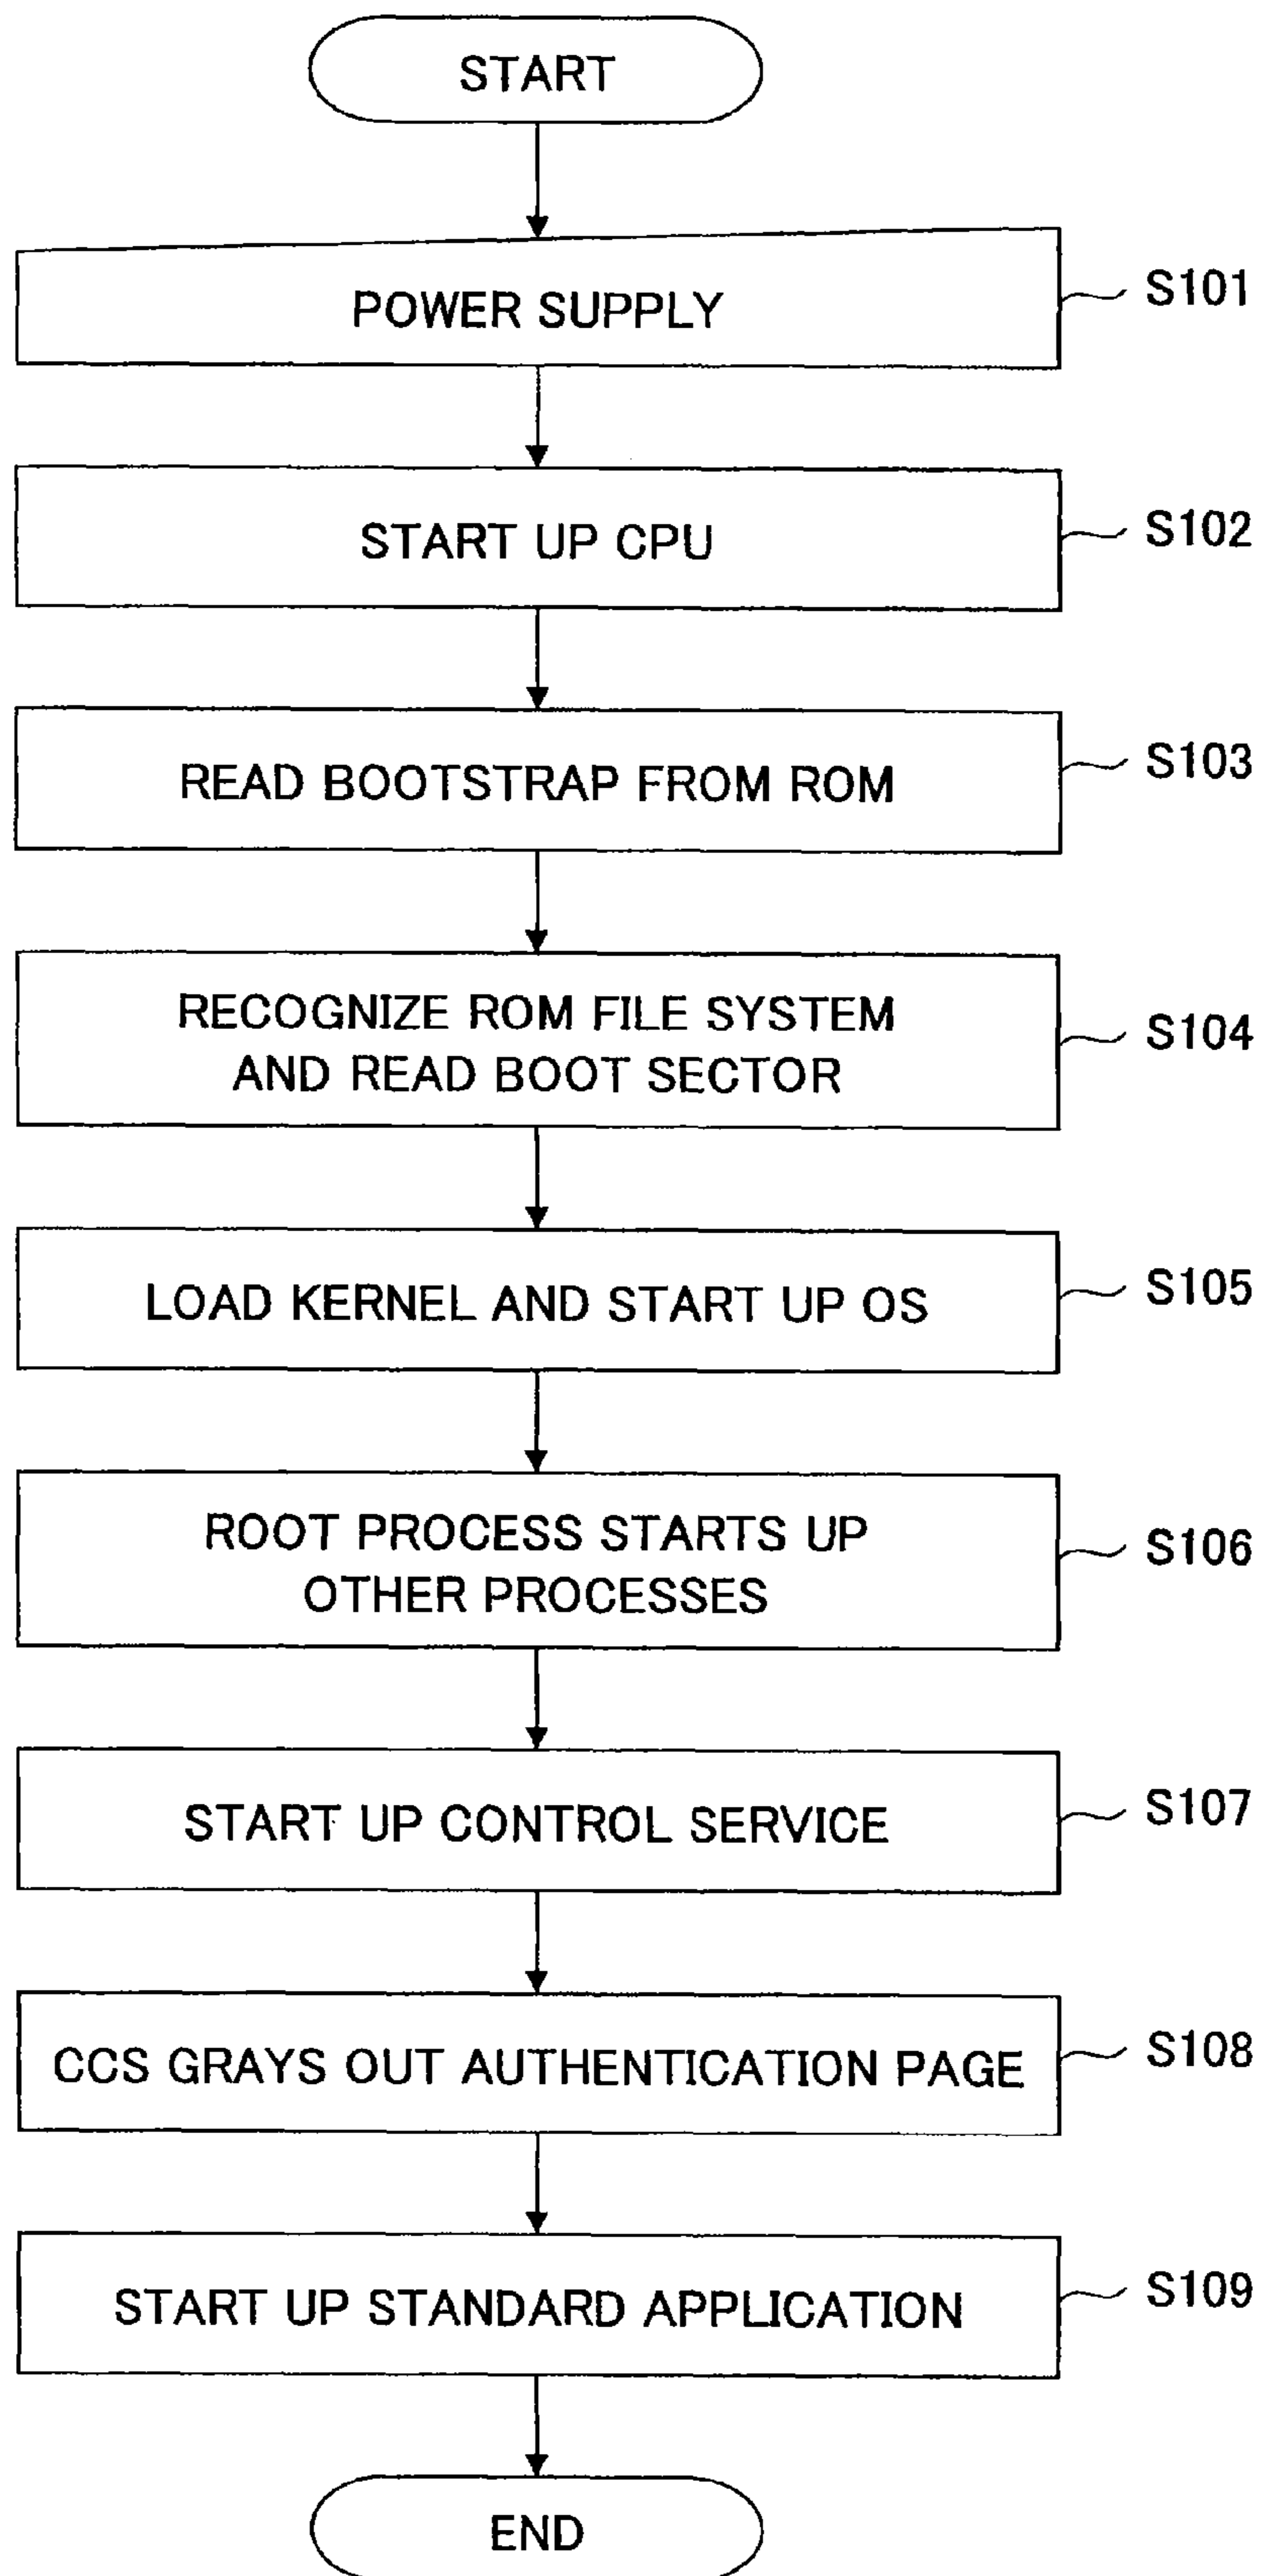 START
POWER SUPPLY
S101
START UP CPU
S102
READ BOOTSTRAP FROM ROM
S103
RECOGNIZE ROM FILE SYSTEM
AND READ BOOT SECTOR
S104
LOAD KERNEL AND START UP OS
S105
ROOT PROCESS STARTS UP
OTHER PROCESSES
S106
START UP CONTROL SERVICE
S107
CCS GRAYS OUT AUTHENTICATION PAGE
S108
START UP STANDARD APPLICATION
S109
END